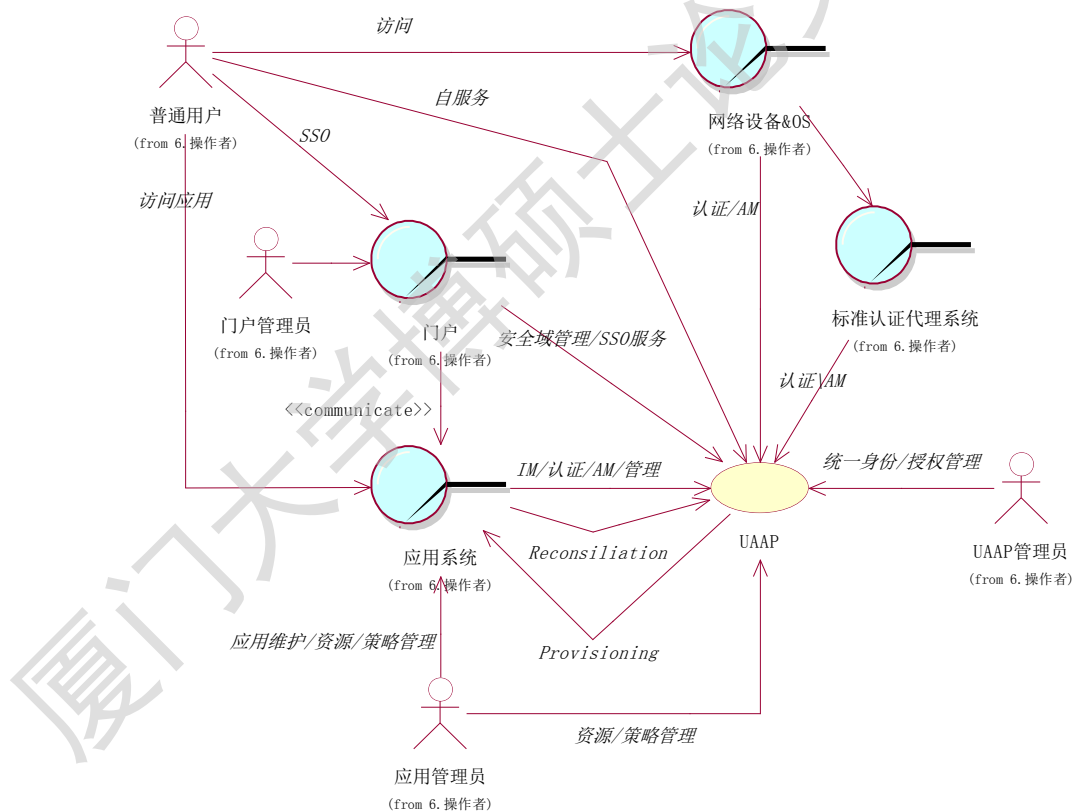 访问
自服务
普通用户
(from 6.操作者)
网络设备&OS
(from 6.操作者)
SSO
访问应用
认证/AM
门户管理员
(from 6.操作者)
门户
(from 6.操作者)
安全域管理/SSO服务
标准认证代理系统
(from 6.操作者)
认证\AM
<<communicate>>
IM/认证/AM/管理
统一身份/授权管理
Reconsiliation
UAAP
UAAP管理员
(from 6.操作者)
应用系统
(from 6.操作者)
Provisioning
应用维护/资源/策略管理
资源/策略管理
应用管理员
(from 6.操作者)
厦门大学博硕士论文